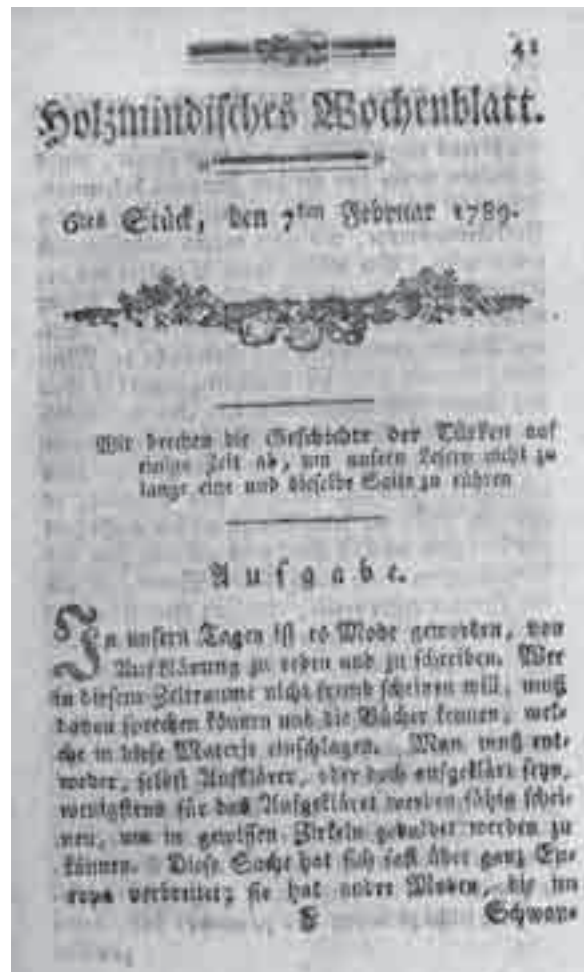 41
Holzmindisches Wochenblatt.
6tes Stück, den 7ten Februar 1789.
Wir brechen die Geschichte der Türken auf
einige Zeit ab, um unsern Lesern nicht zu
lange eine und dieselbe Saite zu rühren
Aufgabe.
In unsern Tagen ist es Mode geworden, von
Aufklärung zu reden und zu schreiben. Wer
in diesem Zeitraume nicht fremd scheinen will, muß
davon sprechen können und die Bücher kennen, wel-
che in diese Materie einschlagen. Man muß ent-
weder, selbst Aufklärer, oder doch aufgeklärt seyn,
wenigstens für das Aufgeklärt werden fähig schei-
nen, um in gewissen Zirkeln geduldet werden zu
können. Diese Sache hat sich fast über ganz Eu-
ropa verbreitet; sie hat andre Moden, die im
F
Schwan-